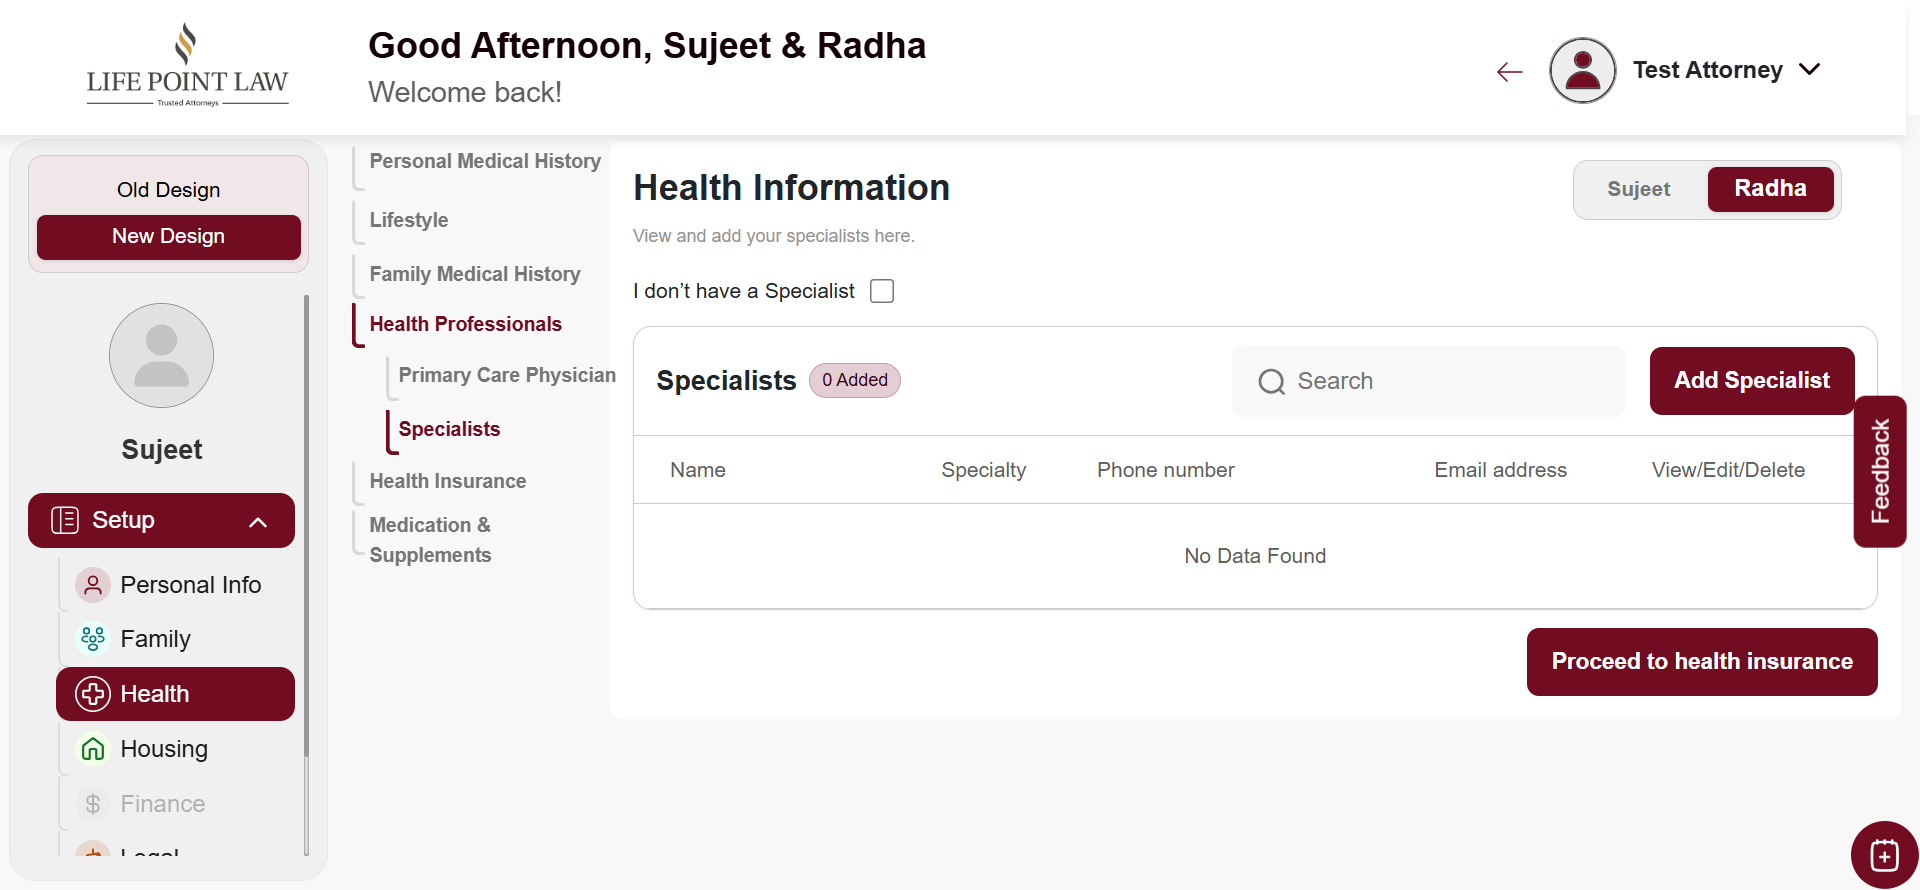 LIFE POINT LAW
Trusted Attorneys
Good Afternoon, Sujeet & Radha
Welcome back!
Test Attorney
Old Design
New Design
Sujeet
Setup
Personal Info
Family
Health
Housing
Finance
Legal
Personal Medical History
Lifestyle
Family Medical History
Health Professionals
Primary Care Physician
Specialists
Health Insurance
Medication &
Supplements
Health Information
Sujeet
Radha
View and add your specialists here.
I don’t have a Specialist
Specialists
0 Added
Search
Add Specialist
Name
Specialty
Phone number
Email address
View/Edit/Delete
No Data Found
Proceed to health insurance
Feedback